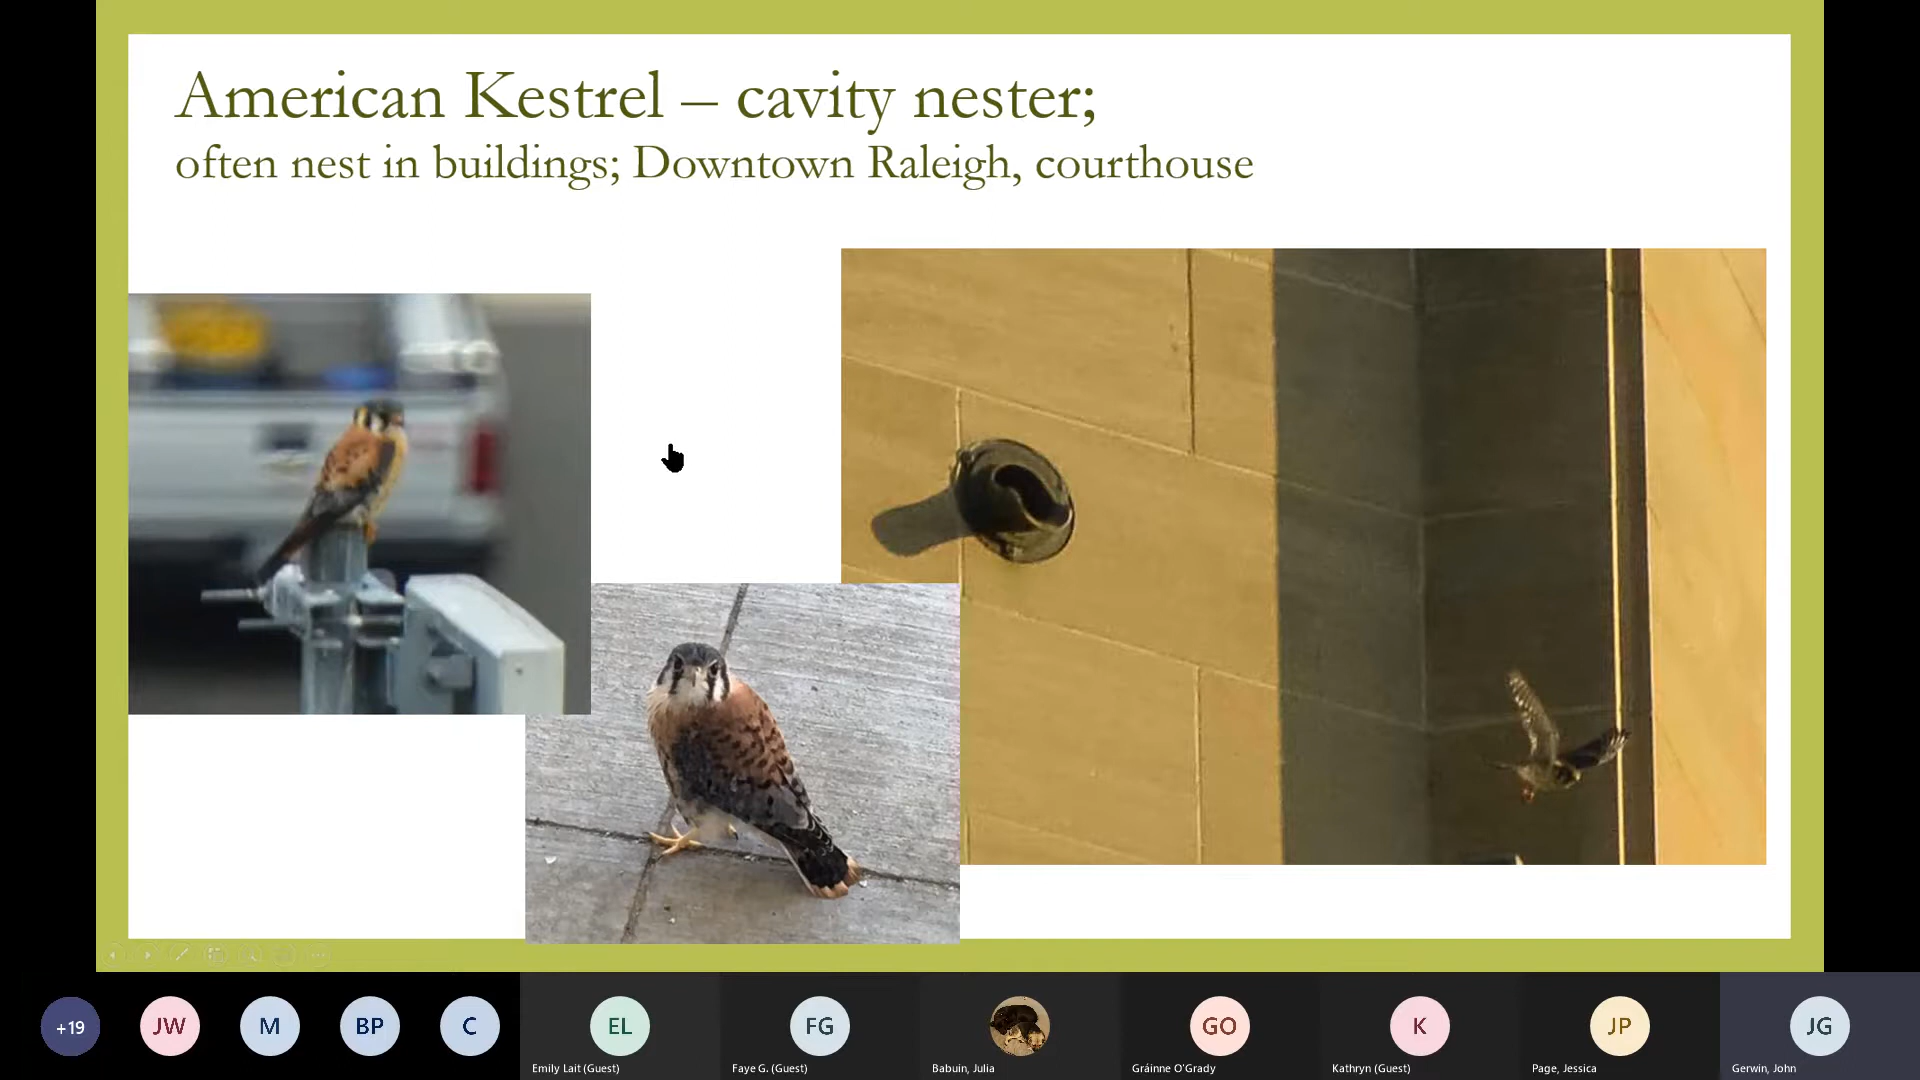 American Kestrel – cavity nester;
often nest in buildings; Downtown Raleigh, courthouse
+19
JW
M
BP
C
EL
FG
GO
K
JP
JG
Emily Lait (Guest)
Faye G. (Guest)
Babuin, Julia
Gráinne O'Grady
Kathryn (Guest)
Page, Jessica
Gerwin, John